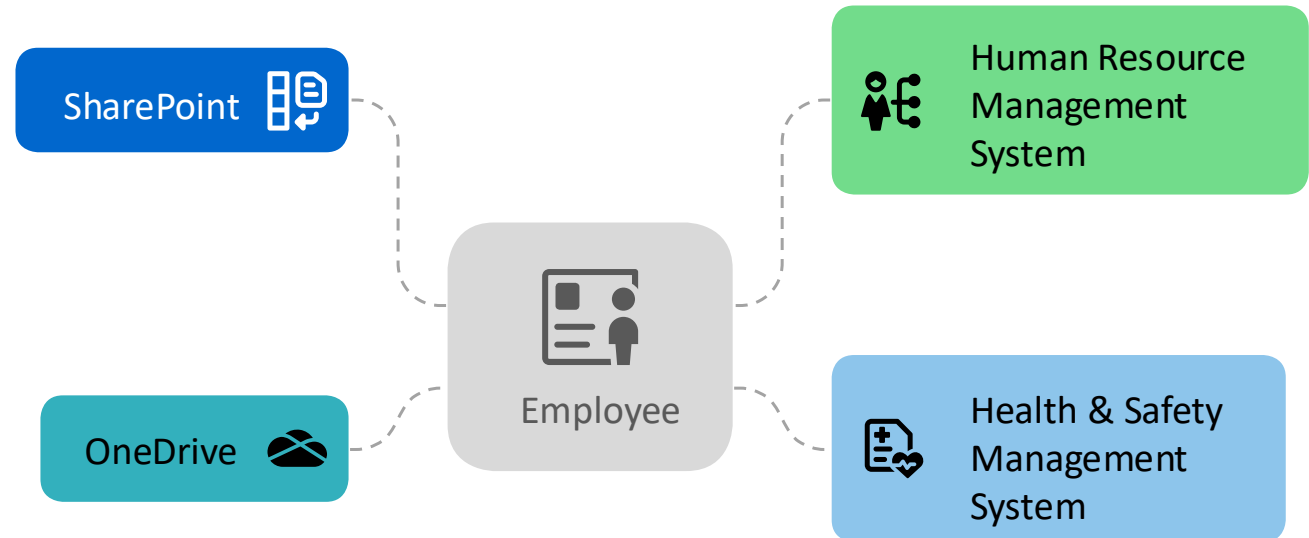 SharePoint
Human Resource
Management
System
Employee
OneDrive
Health & Safety
Management
System